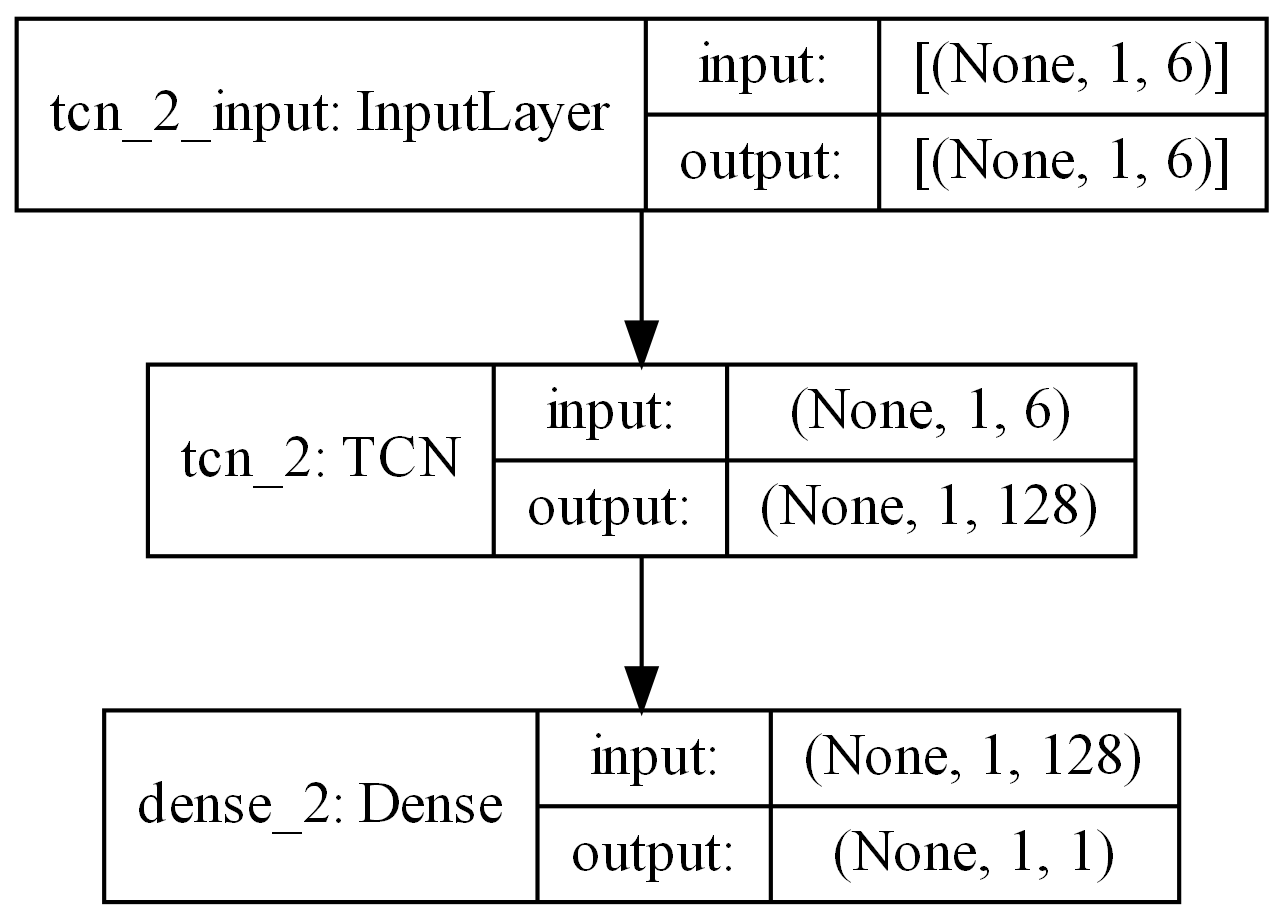 tcn_2_input: InputLayer
input:
[(None, 1, 6)]
output:
[(None, 1, 6)]
tcn_2: TCN
input:
(None, 1, 6)
output:
(None, 1, 128)
dense_2: Dense
input:
(None, 1, 128)
output:
(None, 1, 1)